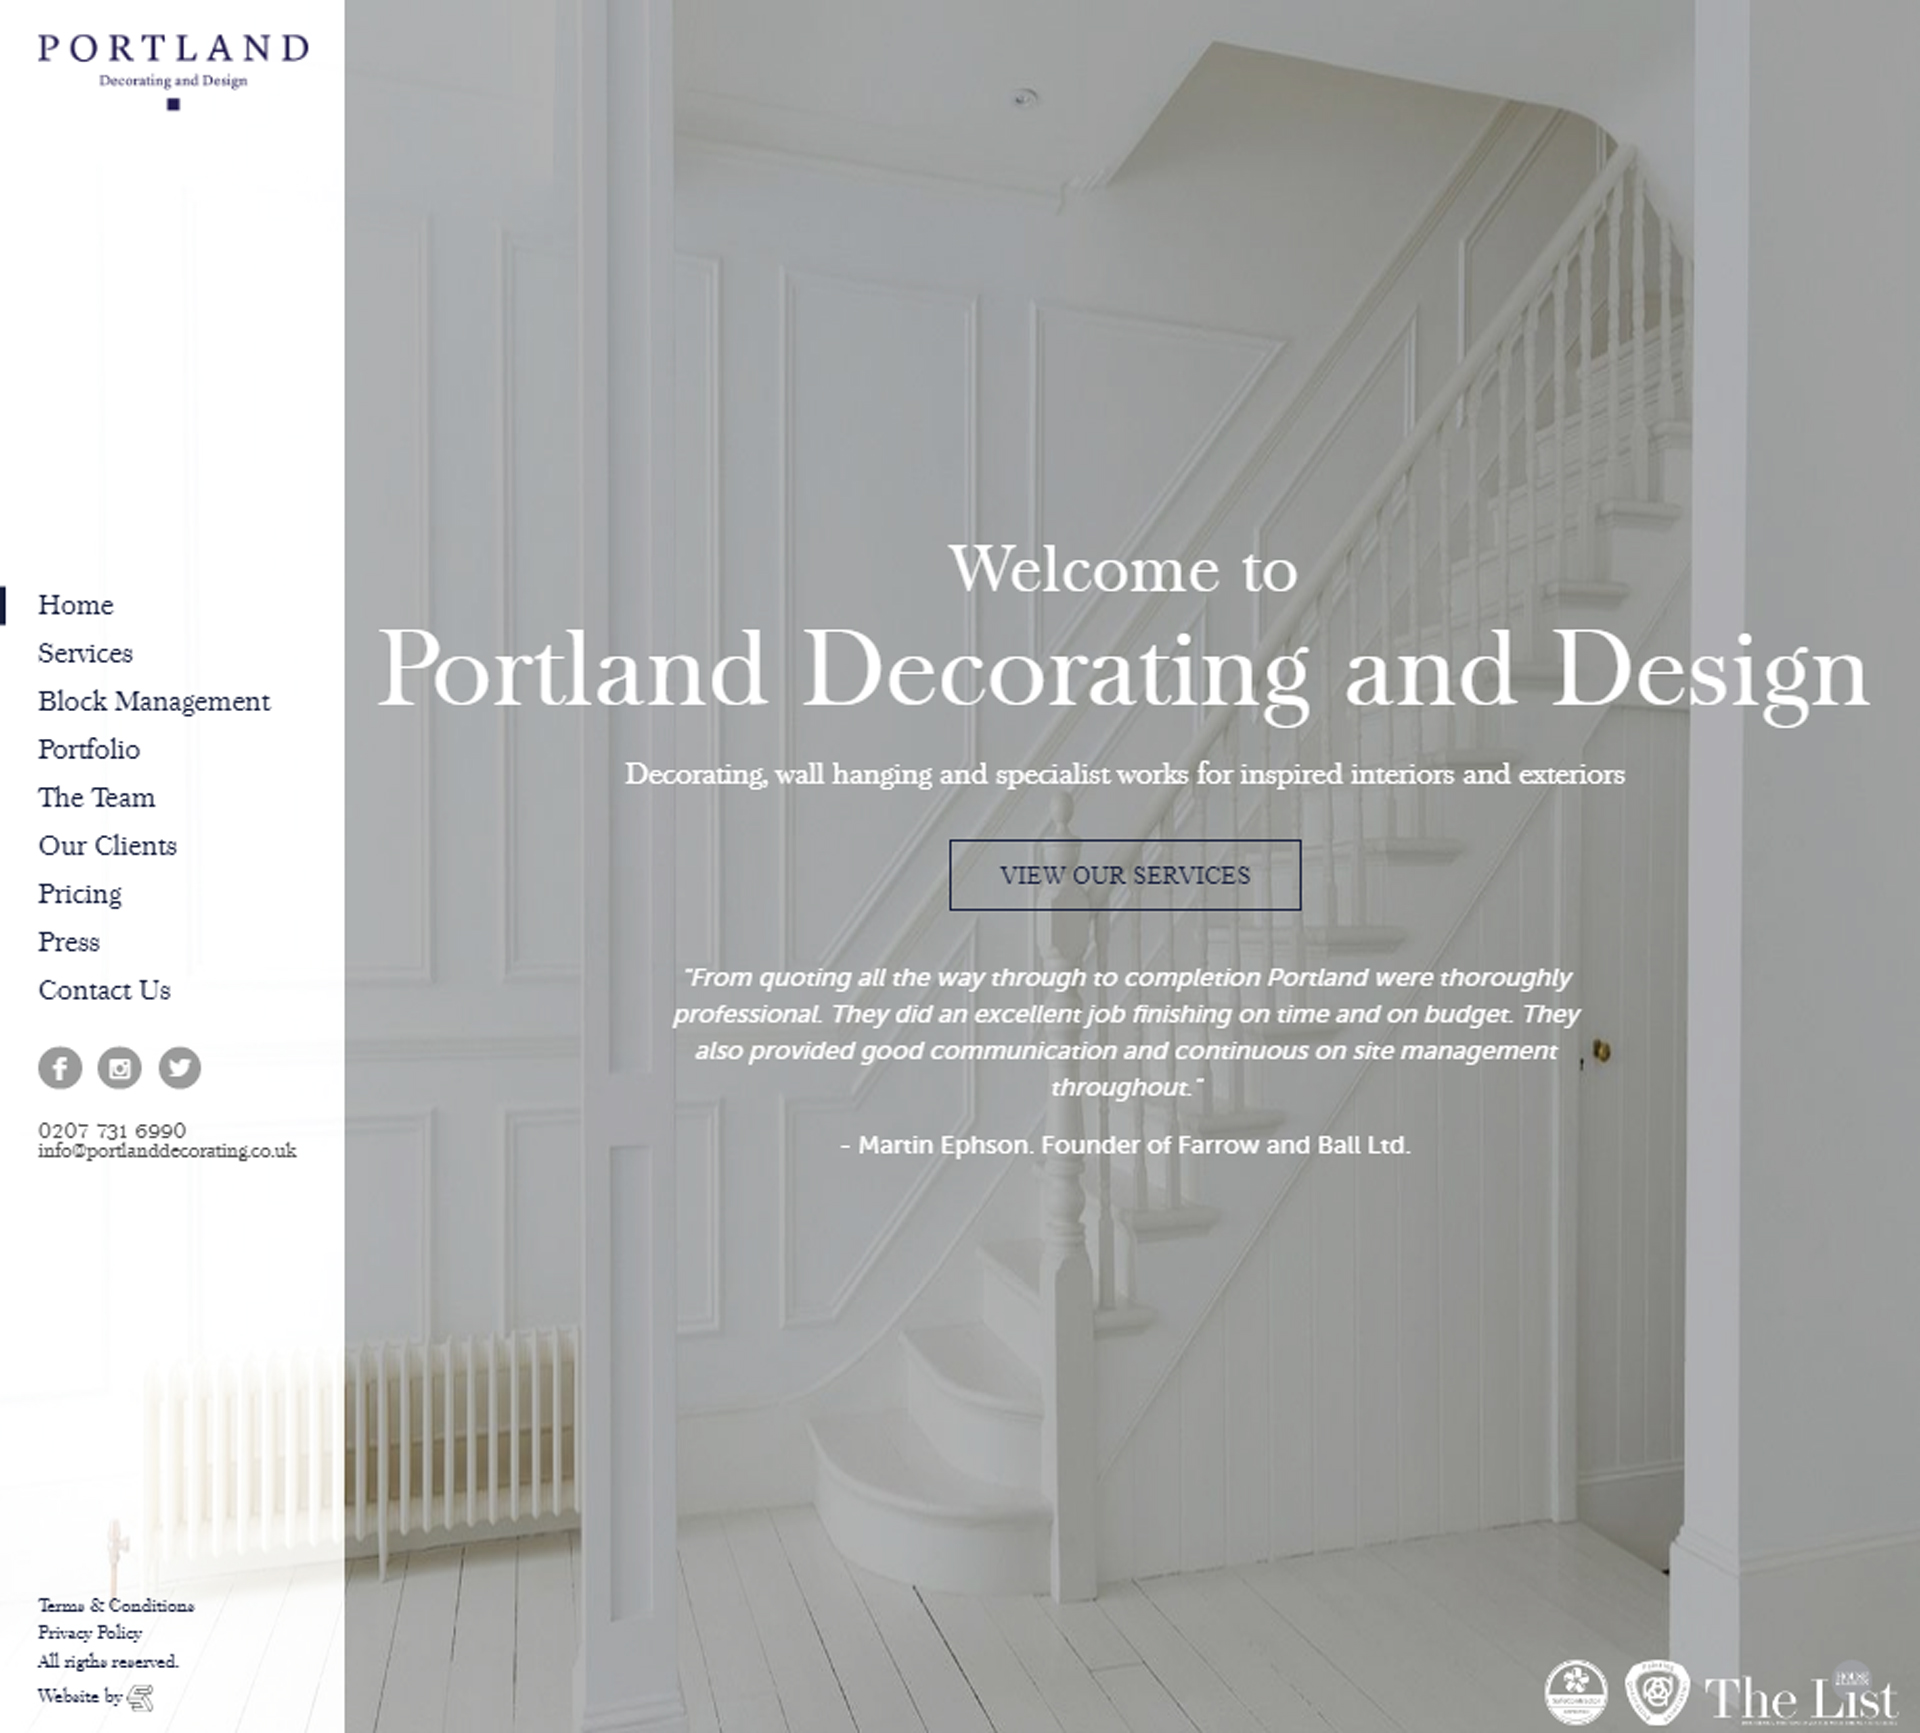 PORTLAND
Decorating and Design
Home
Services
Block Management
Portfolio
The Team
Our Clients
Pricing
Press
Contact Us
0207 731 6990
info@portlanddecorating.co.uk
Terms & Conditions
Privacy Policy
All rigths reserved.
Website by
Welcome to
Portland Decorating and Design
Decorating, wall hanging and specialist works for inspired interiors and exteriors
VIEW OUR SERVICES
"From quoting all the way through to completion Portland were thoroughly
professional. They did an excellent job finishing on time and on budget. They
also provided good communication and continuous on site management
throughout."
- Martin Ephson. Founder of Farrow and Ball Ltd.
The List
HOUSE